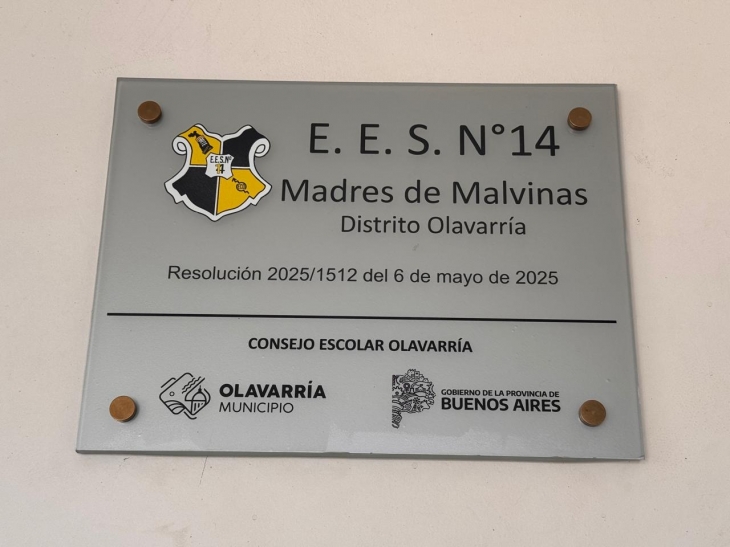 E. E. S. N°14
E.E.S.N°
14
Madres de Malvinas
Distrito Olavarría
Resolución 2025/1512 del 6 de mayo de 2025
CONSEJO ESCOLAR OLAVARRÍA
OLAVARRÍA
MUNICIPIO
GOBIERNO DE LA PROVINCIA DE
BUENOS AIRES